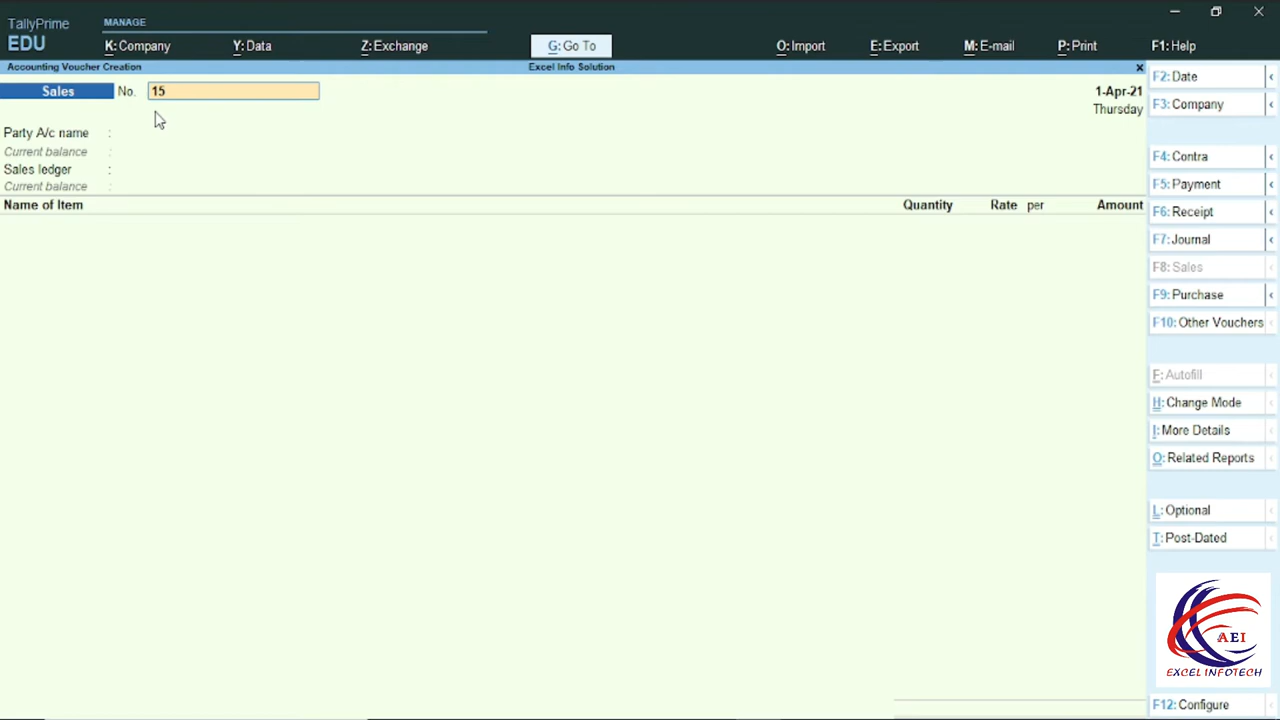 TallyPrime
EDU
MANAGE
K: Company
Y: Data
Z: Exchange
G: Go To
O: Import
E: Export
M: E-mail
P: Print
F1: Help
Accounting Voucher Creation
Excel Info Solution
x
Sales No. 15
1-Apr-21
Thursday
Party A/c name :
Current balance :
Sales ledger :
Current balance :
Name of Item Quantity Rate per Amount
F2: Date
F3: Company
F4: Contra
F5: Payment
F6: Receipt
F7: Journal
F8: Sales
F9: Purchase
F10: Other Vouchers
F: Autofill
H: Change Mode
I: More Details
O: Related Reports
L: Optional
T: Post-Dated
AEI
EXCEL INFOTECH
F12: Configure